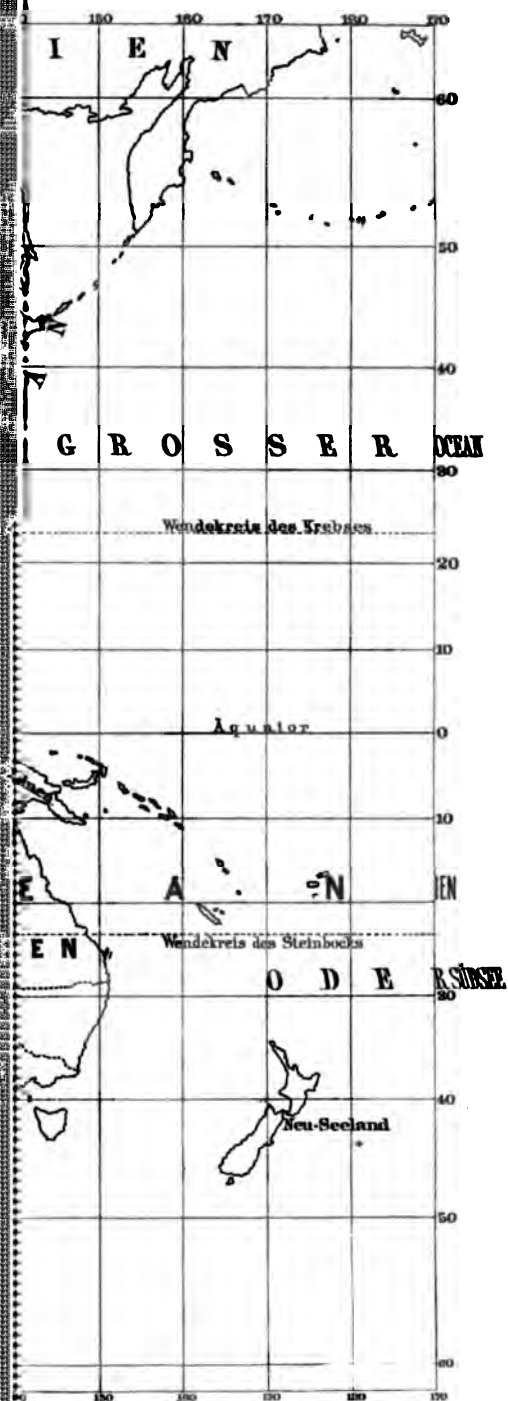 150 160 170 180 170
I E N
60
50
N
40
G R O S S E R OCEAN
30
Wendekreis des Krebses
20
10
Äquator
0
10
E A N IEN
Wendekreis des Steinbocks
E N
O D E R SÜDSEE
30
40
Neu-Seeland
50
60
150 160 170 180 170